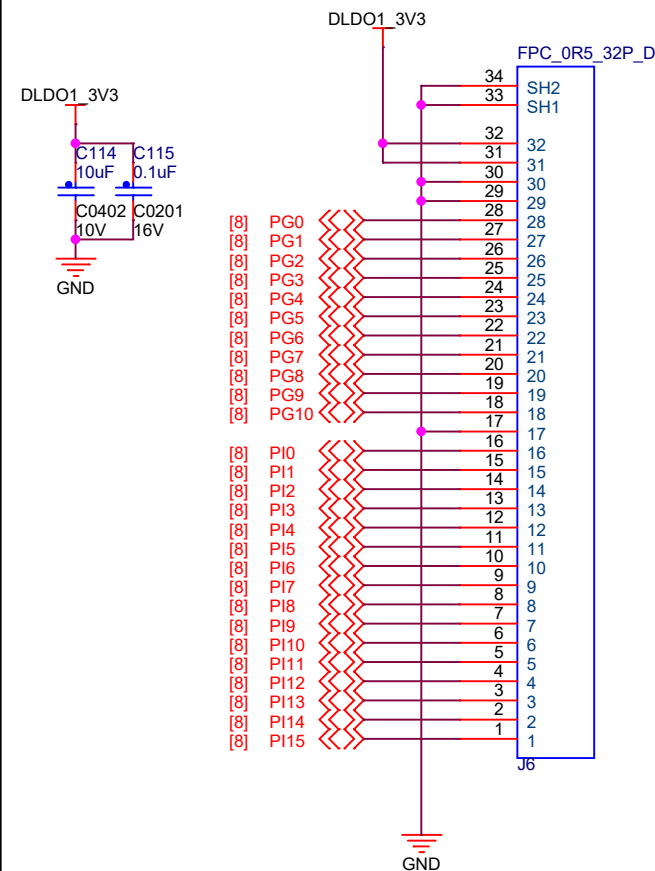 DLDO1_3V3
FPC_0R5_32P_D
DLDO1_3V3
C114
10uF
C0402
10V
C115
0.1uF
C0201
16V
GND
34 SH2
33 SH1
32 32
31 31
30 30
29 29
[8] PG0 28 28
[8] PG1 27 27
[8] PG2 26 26
[8] PG3 25 25
[8] PG4 24 24
[8] PG5 23 23
[8] PG6 22 22
[8] PG7 21 21
[8] PG8 20 20
[8] PG9 19 19
[8] PG10 18 18
17 17
[8] PI0 16 16
[8] PI1 15 15
[8] PI2 14 14
[8] PI3 13 13
[8] PI4 12 12
[8] PI5 11 11
[8] PI6 10 10
[8] PI7 9 9
[8] PI8 8 8
[8] PI9 7 7
[8] PI10 6 6
[8] PI11 5 5
[8] PI12 4 4
[8] PI13 3 3
[8] PI14 2 2
[8] PI15 1 1
J6
GND